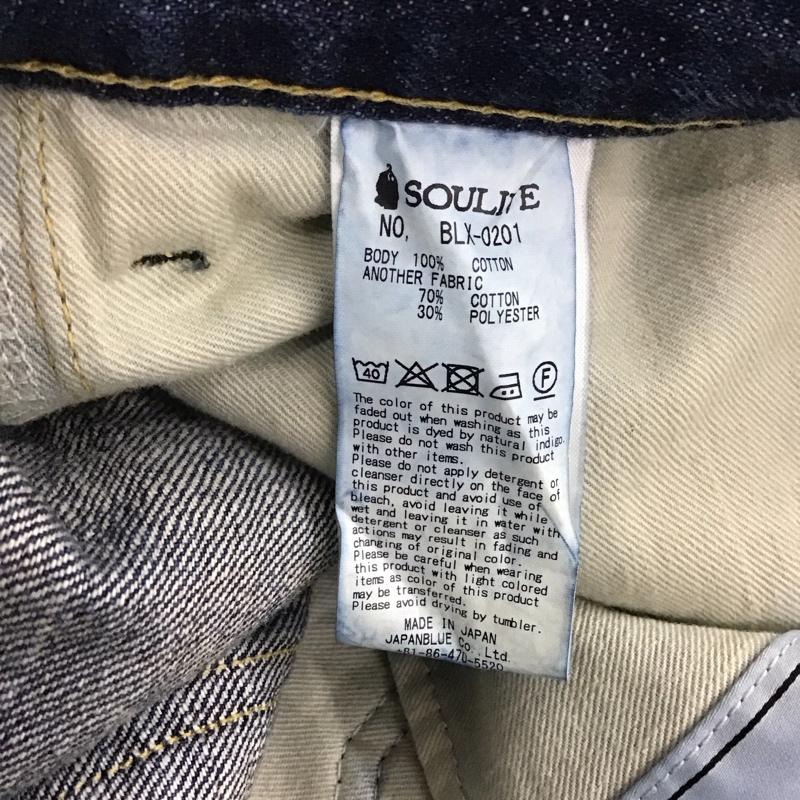 SOULIVE
NO. BLX-0201
BODY 100% COTTON
ANOTHER FABRIC
70% COTTON
30% POLYESTER
40
F
The color of this product may be
faded out when washing as this
product is dyed by natural indigo.
Please do not wash this product
with other items.
Please do not apply detergent or
cleanser directly on the face of
this product and avoid use of
bleach, avoid leaving it while
wet and leaving it in water with
detergent or cleanser as such
actions may result in fading and
changing of original color.
Please be careful when wearing
this product with light colored
items as color of this product
may be transferred.
Please avoid drying by tumbler.
MADE IN JAPAN
JAPANBLUE Co., Ltd.
+81-86-470-5520